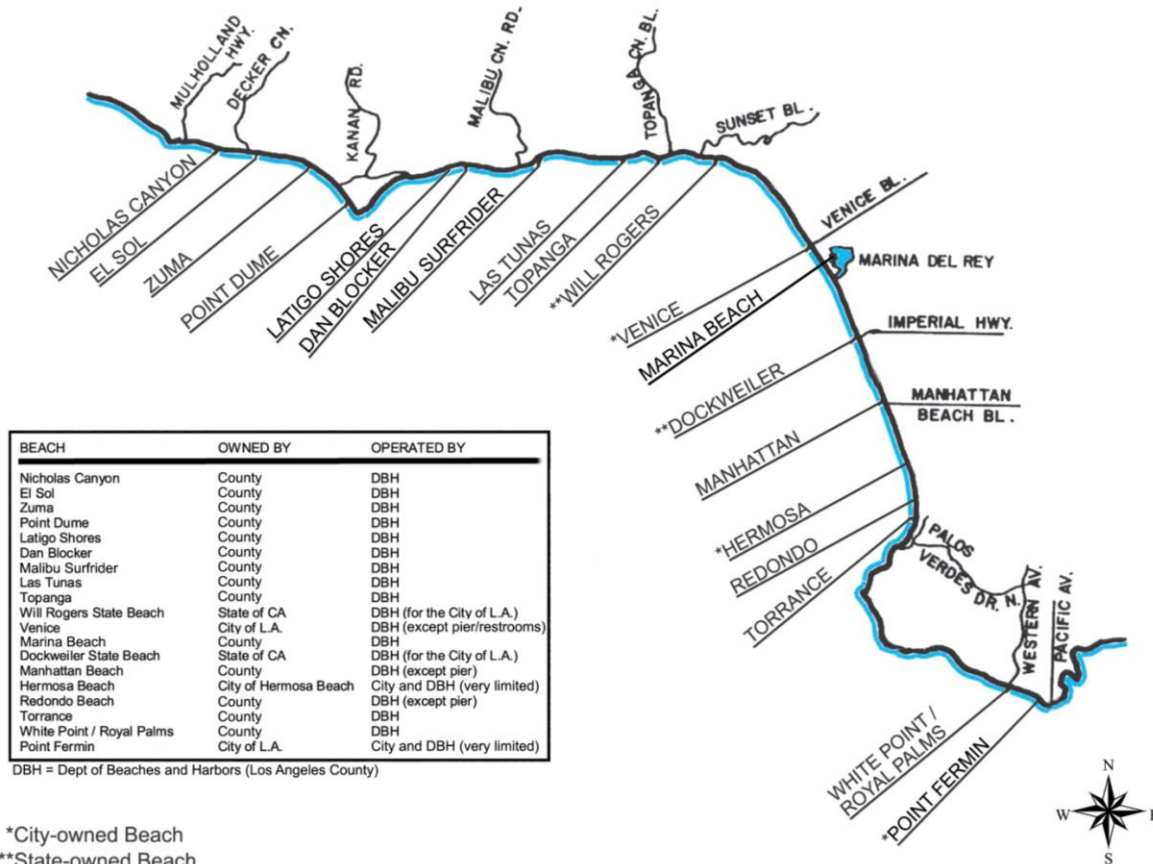 MULHOLLAND
HWY.
DECKER CN.
KANAN RD.
MALIBU CN. RD.
TOPANGA CN. BL.
SUNSET BL.
NICHOLAS CANYON
EL SOL
ZUMA
POINT DUME
LATIGO SHORES
DAN BLOCKER
MALIBU SURFRIDER
LAS TUNAS
TOPANGA
**WILL ROGERS
VENICE BL.
MARINA DEL REY
*VENICE
MARINA BEACH
IMPERIAL HWY.
**DOCKWEILER
MANHATTAN
BEACH BL.
MANHATTAN
*HERMOSA
REDONDO
TORRANCE
PALOS
VERDES DR. N.
WESTERN AV.
PACIFIC AV.
WHITE POINT /
ROYAL PALMS
*POINT FERMIN
BEACH OWNED BY OPERATED BY
Nicholas Canyon County DBH
El Sol County DBH
Zuma County DBH
Point Dume County DBH
Latigo Shores County DBH
Dan Blocker County DBH
Malibu Surfrider County DBH
Las Tunas County DBH
Topanga County DBH
Will Rogers State Beach State of CA DBH (for the City of L.A.)
Venice City of L.A. DBH (except pier/restrooms)
Marina Beach County DBH
Dockweiler State Beach State of CA DBH (for the City of L.A.)
Manhattan Beach County DBH (except pier)
Hermosa Beach City of Hermosa Beach City and DBH (very limited)
Redondo Beach County DBH (except pier)
Torrance County DBH
White Point / Royal Palms County DBH
Point Fermin City of L.A. City and DBH (very limited)
DBH = Dept of Beaches and Harbors (Los Angeles County)
*City-owned Beach
**State-owned Beach
N
W
E
S